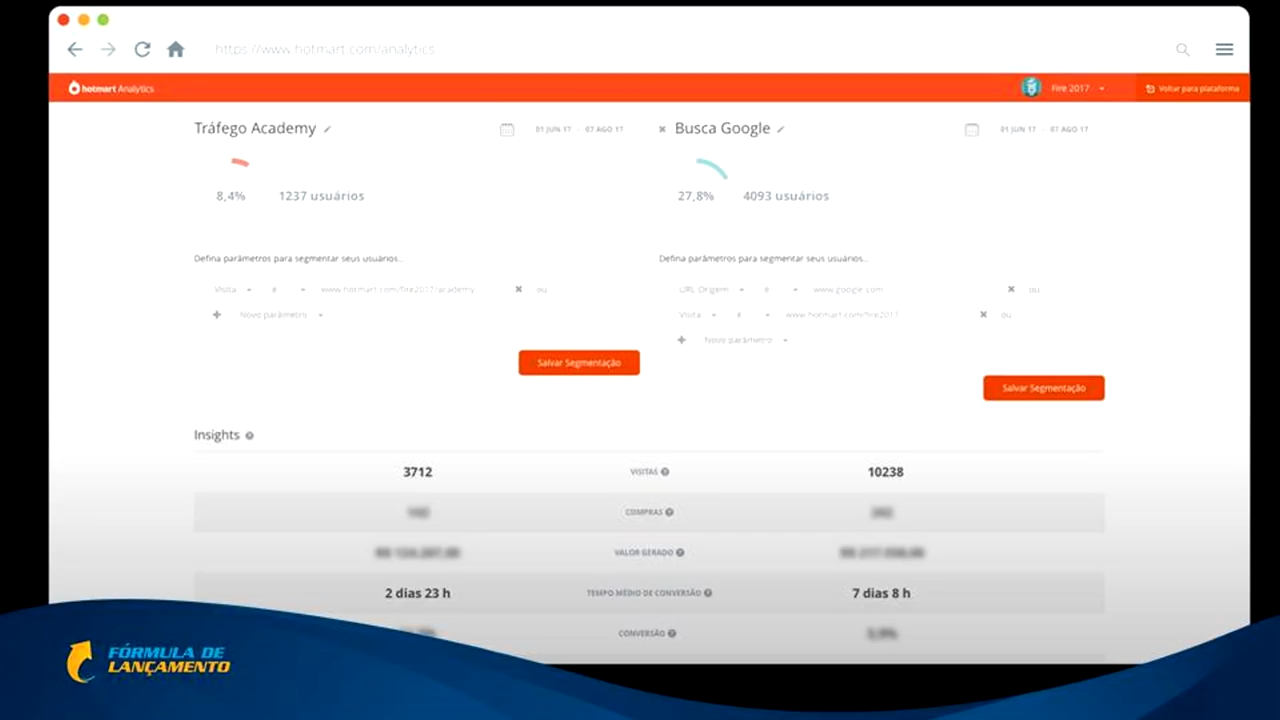 https://www.hotmart.com/analytics
hotmart Analytics
Fire 2017
Voltar para plataforma
Tráfego Academy
01 JUN 17 - 07 AGO 17
Busca Google
01 JUN 17 - 07 AGO 17
8,4% 1237 usuários
27,8% 4093 usuários
Defina parâmetros para segmentar seus usuários...
Defina parâmetros para segmentar seus usuários...
Visita é www.hotmart.com/fire2017/academy ou
URL Origem é www.google.com ou
Novo parâmetro
Visita é www.hotmart.com/fire2017 ou
Novo parâmetro
Salvar Segmentação
Salvar Segmentação
Insights
3712 VISITAS 10238
COMPRAS
VALOR GERADO
2 dias 23 h TEMPO MÉDIO DE CONVERSÃO 7 dias 8 h
CONVERSÃO
FÓRMULA DE
LANÇAMENTO